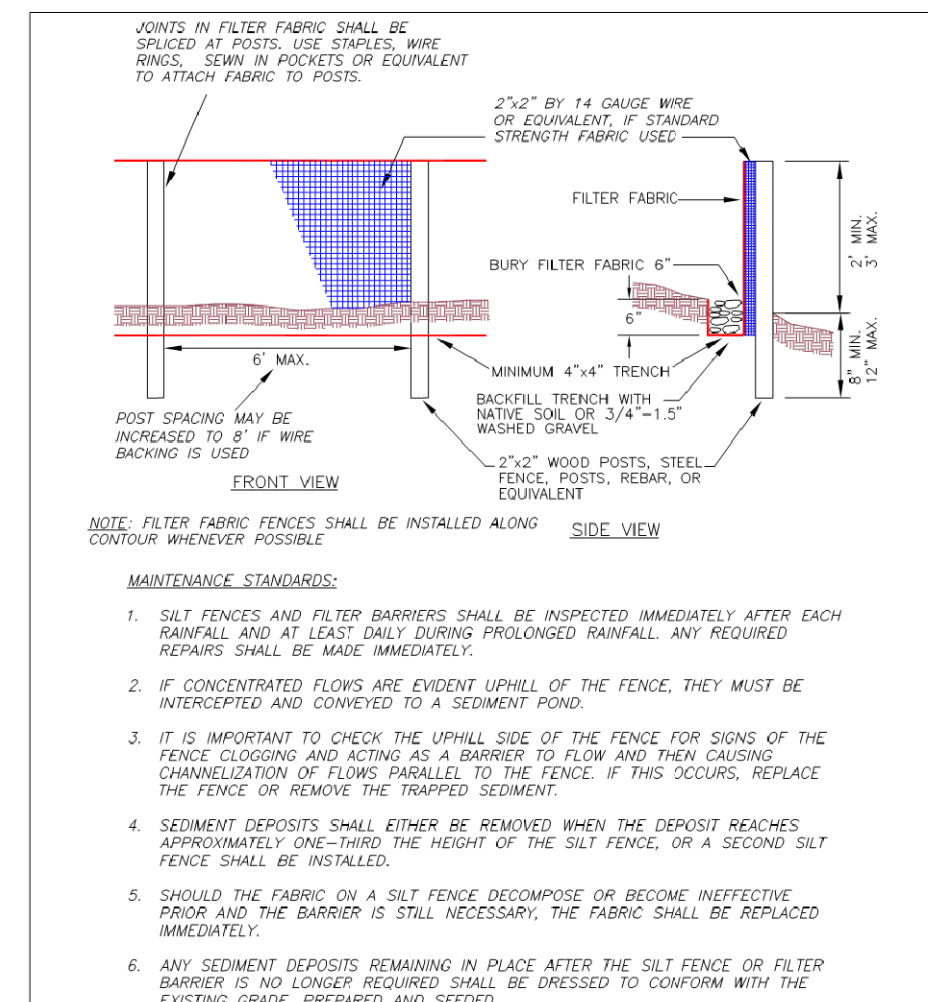 JOINTS IN FILTER FABRIC SHALL BE
SPLICED AT POSTS. USE STAPLES, WIRE
RINGS, SEWN IN POCKETS OR EQUIVALENT
TO ATTACH FABRIC TO POSTS.
2"x2" BY 14 GAUGE WIRE
OR EQUIVALENT, IF STANDARD
STRENGTH FABRIC USED
FILTER FABRIC
2' MIN.
3' MAX.
BURY FILTER FABRIC 6"
6"
6' MAX.
MINIMUM 4"x4" TRENCH
8" MIN.
12" MAX.
BACKFILL TRENCH WITH
NATIVE SOIL OR 3/4"-1.5"
WASHED GRAVEL
POST SPACING MAY BE
INCREASED TO 8' IF WIRE
BACKING IS USED
2"x2" WOOD POSTS, STEEL
FENCE, POSTS, REBAR, OR
EQUIVALENT
FRONT VIEW
SIDE VIEW
NOTE: FILTER FABRIC FENCES SHALL BE INSTALLED ALONG
CONTOUR WHENEVER POSSIBLE
MAINTENANCE STANDARDS:
1. SILT FENCES AND FILTER BARRIERS SHALL BE INSPECTED IMMEDIATELY AFTER EACH
RAINFALL AND AT LEAST DAILY DURING PROLONGED RAINFALL. ANY REQUIRED
REPAIRS SHALL BE MADE IMMEDIATELY.
2. IF CONCENTRATED FLOWS ARE EVIDENT UPHILL OF THE FENCE, THEY MUST BE
INTERCEPTED AND CONVEYED TO A SEDIMENT POND.
3. IT IS IMPORTANT TO CHECK THE UPHILL SIDE OF THE FENCE FOR SIGNS OF THE
FENCE CLOGGING AND ACTING AS A BARRIER TO FLOW AND THEN CAUSING
CHANNELIZATION OF FLOWS PARALLEL TO THE FENCE. IF THIS OCCURS, REPLACE
THE FENCE OR REMOVE THE TRAPPED SEDIMENT.
4. SEDIMENT DEPOSITS SHALL EITHER BE REMOVED WHEN THE DEPOSIT REACHES
APPROXIMATELY ONE-THIRD THE HEIGHT OF THE SILT FENCE, OR A SECOND SILT
FENCE SHALL BE INSTALLED.
5. SHOULD THE FABRIC ON A SILT FENCE DECOMPOSE OR BECOME INEFFECTIVE
PRIOR AND THE BARRIER IS STILL NECESSARY, THE FABRIC SHALL BE REPLACED
IMMEDIATELY.
6. ANY SEDIMENT DEPOSITS REMAINING IN PLACE AFTER THE SILT FENCE OR FILTER
BARRIER IS NO LONGER REQUIRED SHALL BE DRESSED TO CONFORM WITH THE
EXISTING GRADE, PREPARED AND SEEDED